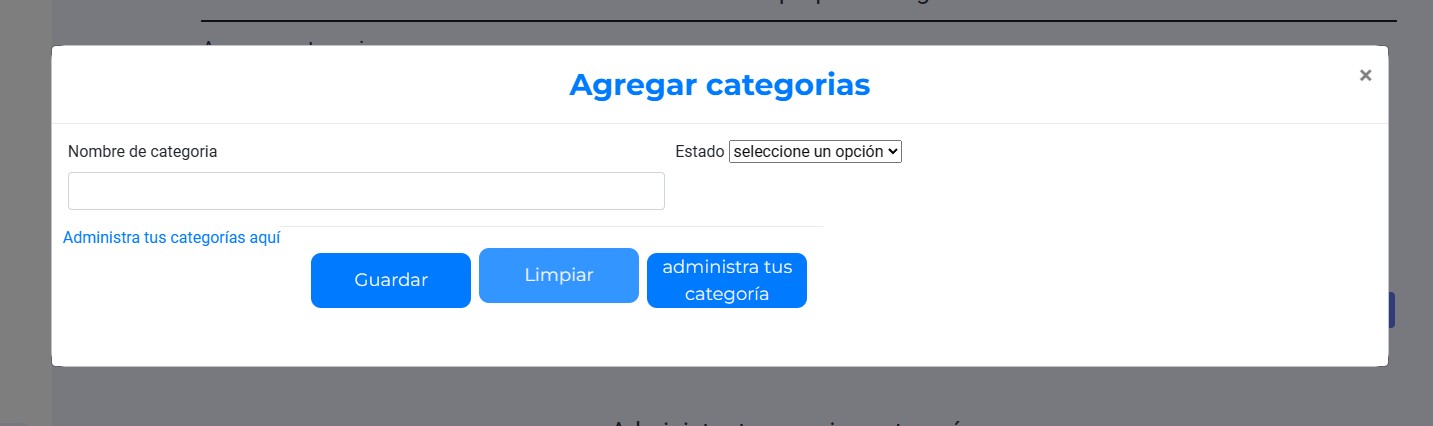 Agregar categorias
×
Nombre de categoria
Estado seleccione un opción
Administra tus categorías aquí
Guardar
Limpiar
administra tus
categoría